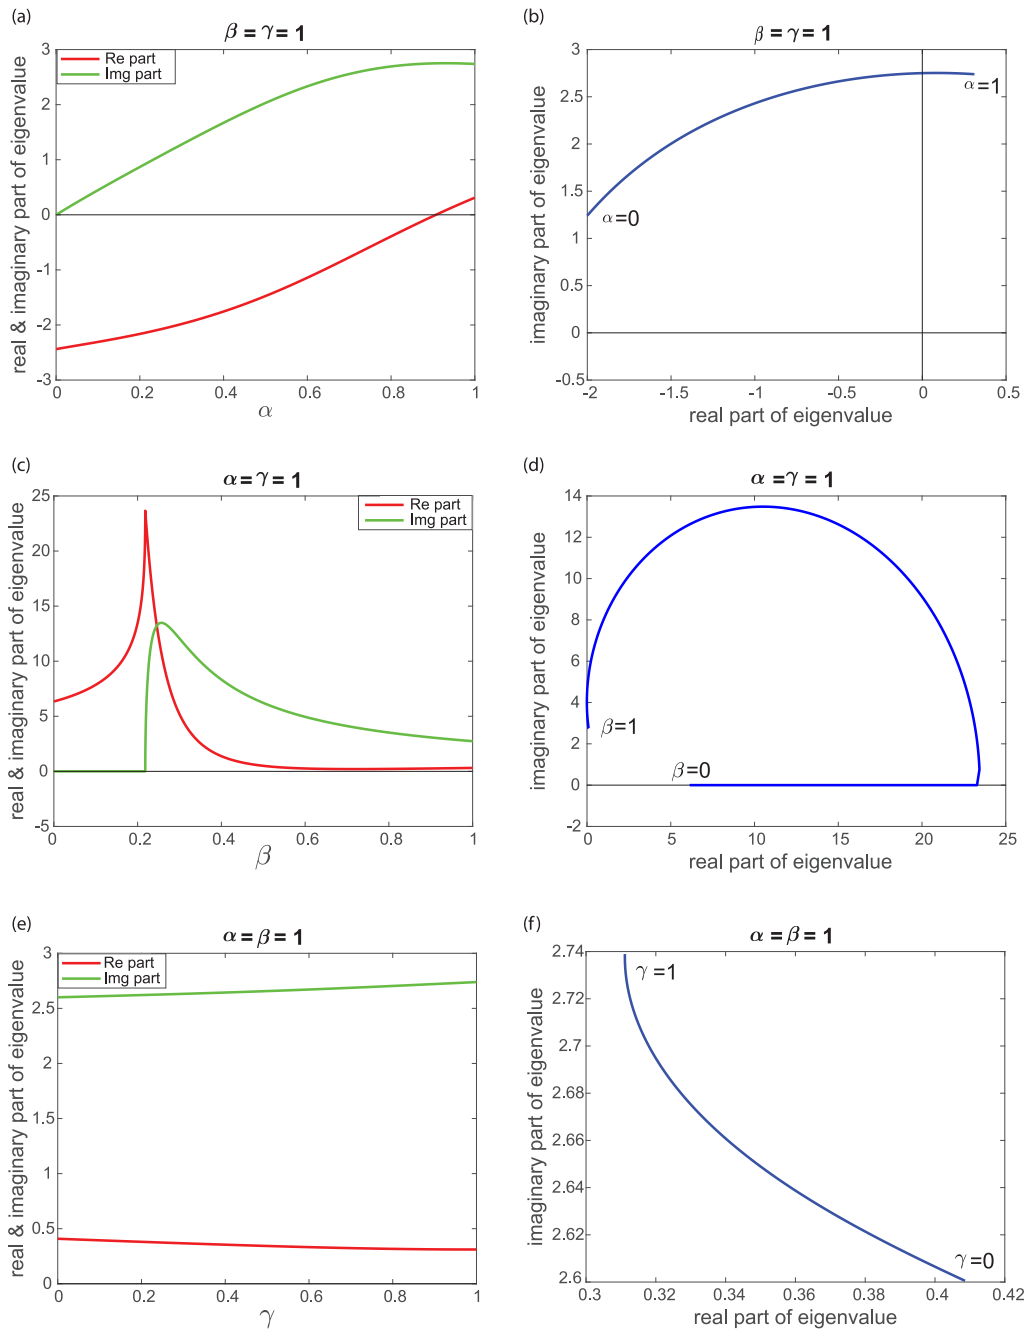 (a)
β = γ = 1
Re part
Img part
real & imaginary part of eigenvalue
3
2
1
0
-1
-2
-3
0 0.2 0.4 0.6 0.8 1
α
(b)
β = γ = 1
imaginary part of eigenvalue
3
2.5
2
1.5
1
0.5
0
-0.5
α=1
α=0
-2 -1.5 -1 -0.5 0 0.5
real part of eigenvalue
(c)
α = γ = 1
Re part
Img part
real & imaginary part of eigenvalue
25
20
15
10
5
0
-5
0 0.2 0.4 0.6 0.8 1
β
(d)
α = γ = 1
imaginary part of eigenvalue
14
12
10
8
6
4
2
0
-2
β=1
β=0
0 5 10 15 20 25
real part of eigenvalue
(e)
α = β = 1
Re part
Img part
real & imaginary part of eigenvalue
3
2.5
2
1.5
1
0.5
0
0 0.2 0.4 0.6 0.8 1
γ
(f)
α = β = 1
imaginary part of eigenvalue
2.74
2.72
2.7
2.68
2.66
2.64
2.62
2.6
γ=1
γ=0
0.3 0.32 0.34 0.36 0.38 0.4 0.42
real part of eigenvalue